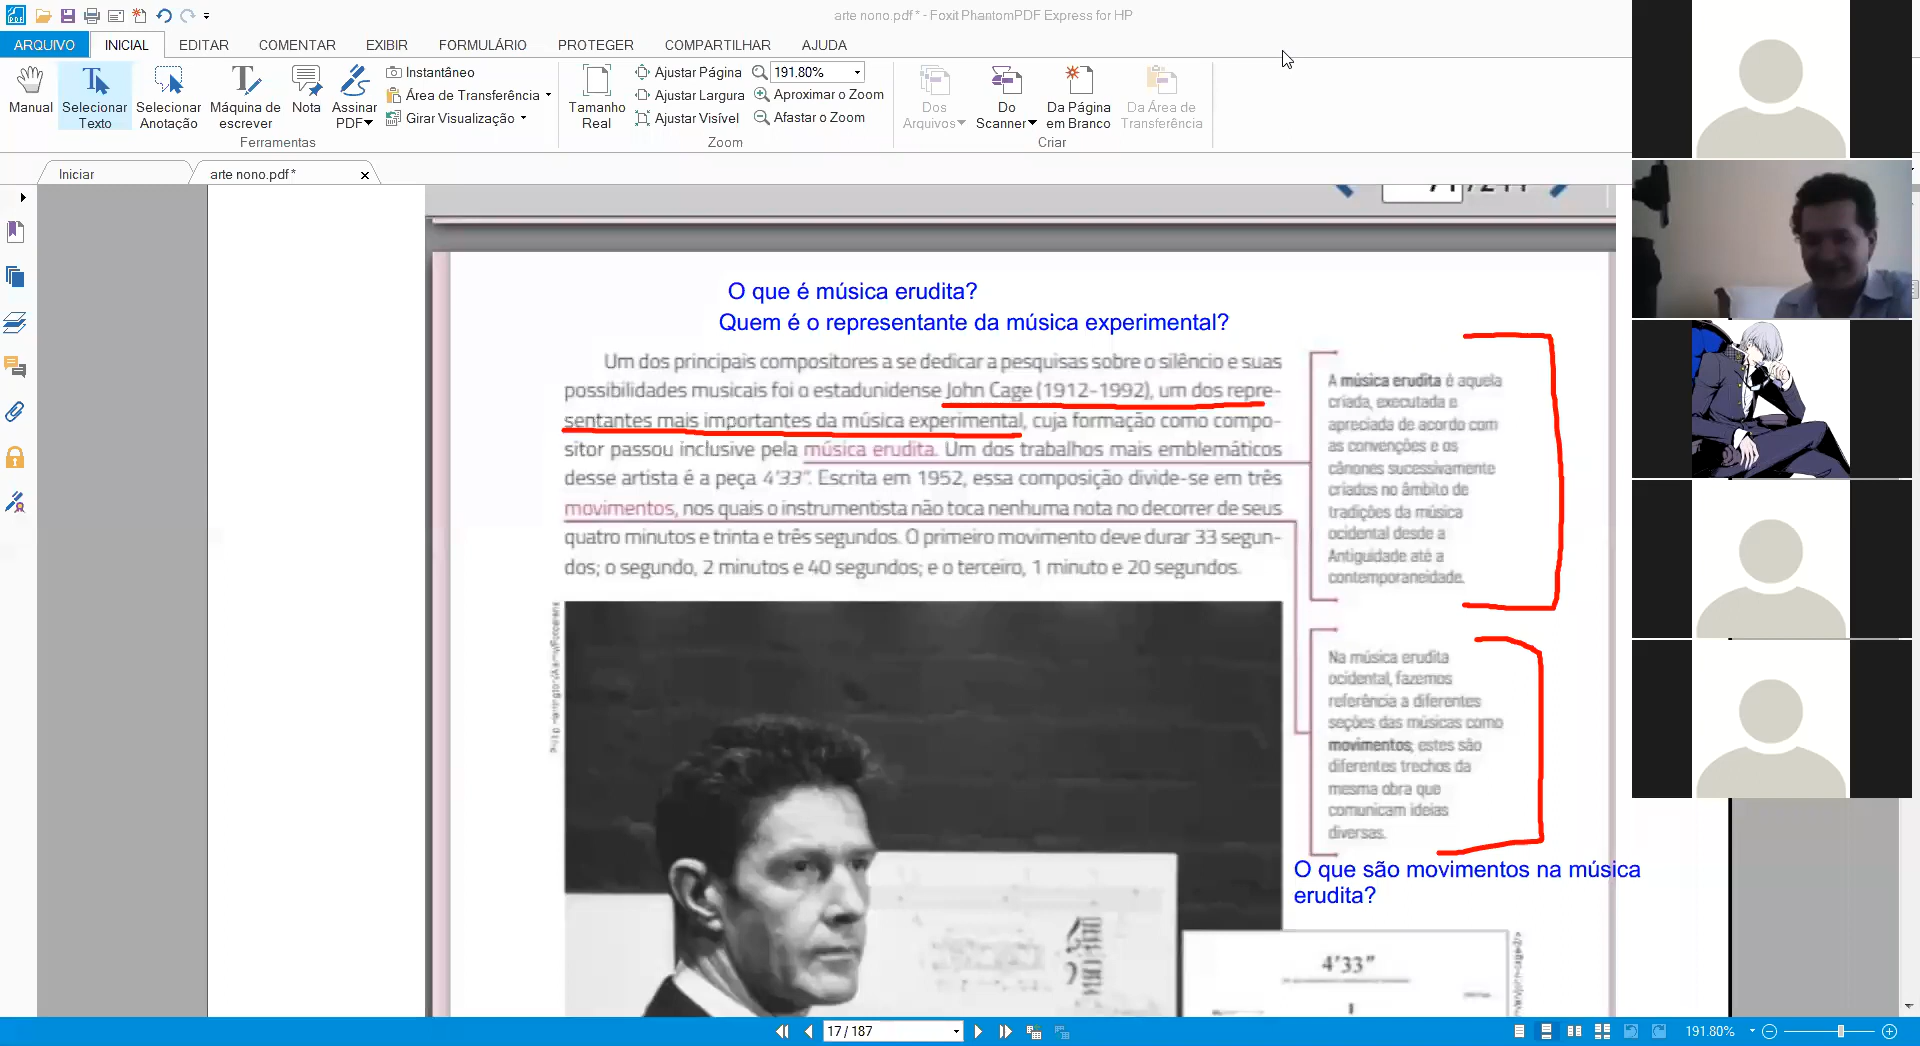 arte nono.pdf * - Foxit PhantomPDF Express for HP
ARQUIVO INICIAL EDITAR COMENTAR EXIBIR FORMULÁRIO PROTEGER COMPARTILHAR AJUDA
Manual
Selecionar Texto
Selecionar Anotação
Máquina de escrever
Nota
Assinar PDF
Instantâneo
Área de Transferência
Girar Visualização
Ferramentas
Tamanho Real
Ajustar Página
Ajustar Largura
Ajustar Visível
191.80%
Aproximar o Zoom
Afastar o Zoom
Zoom
Dos Arquivos
Do Scanner
Da Página em Branco
Da Área de Transferência
Criar
Iniciar
arte nono.pdf *
O que é música erudita?
Quem é o representante da música experimental?
Um dos principais compositores a se dedicar a pesquisas sobre o silêncio e suas
possibilidades musicais foi o estadunidense John Cage (1912-1992), um dos repre-
sentantes mais importantes da música experimental, cuja formação como compo-
sitor passou inclusive pela música erudita. Um dos trabalhos mais emblemáticos
desse artista é a peça 4'33". Escrita em 1952, essa composição divide-se em três
movimentos, nos quais o instrumentista não toca nenhuma nota no decorrer de seus
quatro minutos e trinta e três segundos. O primeiro movimento deve durar 33 segun-
dos; o segundo, 2 minutos e 40 segundos; e o terceiro, 1 minuto e 20 segundos.
A música erudita é aquela
criada, executada e
apreciada de acordo com
as convenções e os
cânones sucessivamente
criados no âmbito de
tradições da música
ocidental desde a
Antiguidade até a
contemporaneidade.
Na música erudita
ocidental, fazemos
referência a diferentes
seções das músicas como
movimentos; estes são
diferentes trechos da
mesma obra que
comunicam ideias
diversas.
O que são movimentos na música
erudita?
4'33"
17 / 187
191.80%